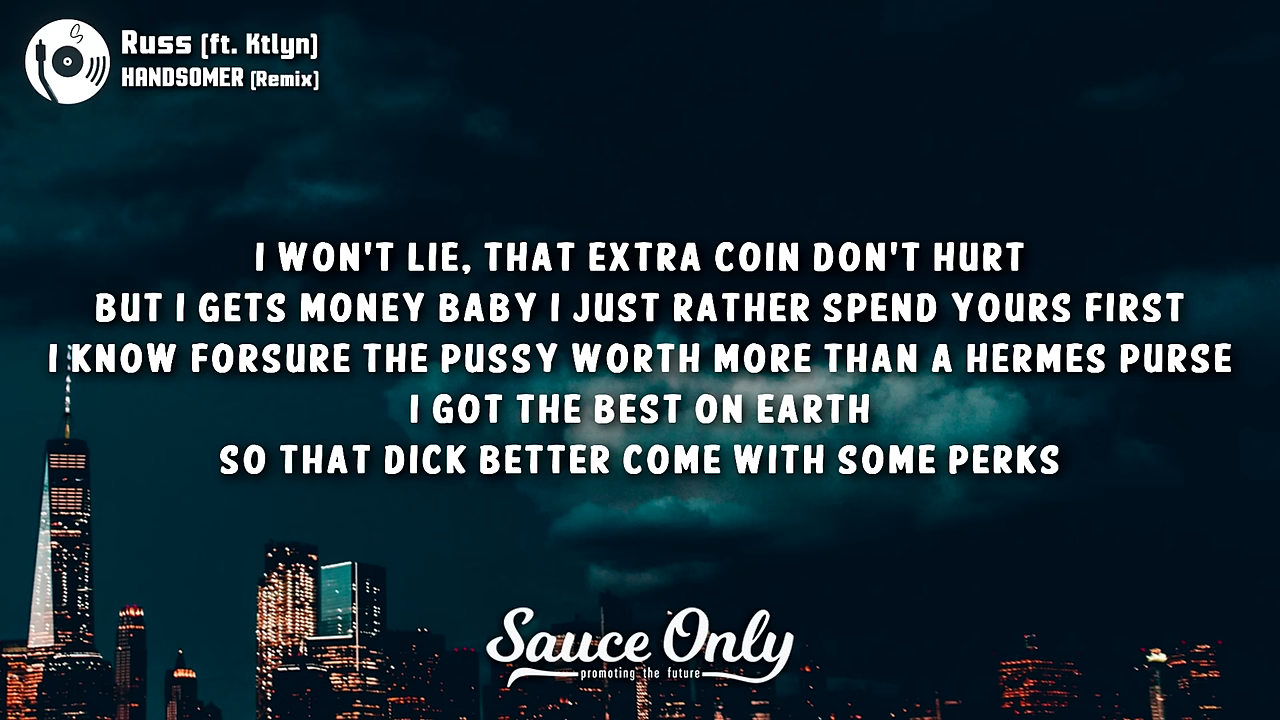 Russ [ft. Ktlyn]
HANDSOMER [Remix]
I WON'T LIE, THAT EXTRA COIN DON'T HURT
BUT I GETS MONEY BABY I JUST RATHER SPEND YOURS FIRST
I KNOW FORSURE THE PUSSY WORTH MORE THAN A HERMES PURSE
I GOT THE BEST ON EARTH
SO THAT DICK BETTER COME WITH SOME PERKS
Sauce Only
promoting the future